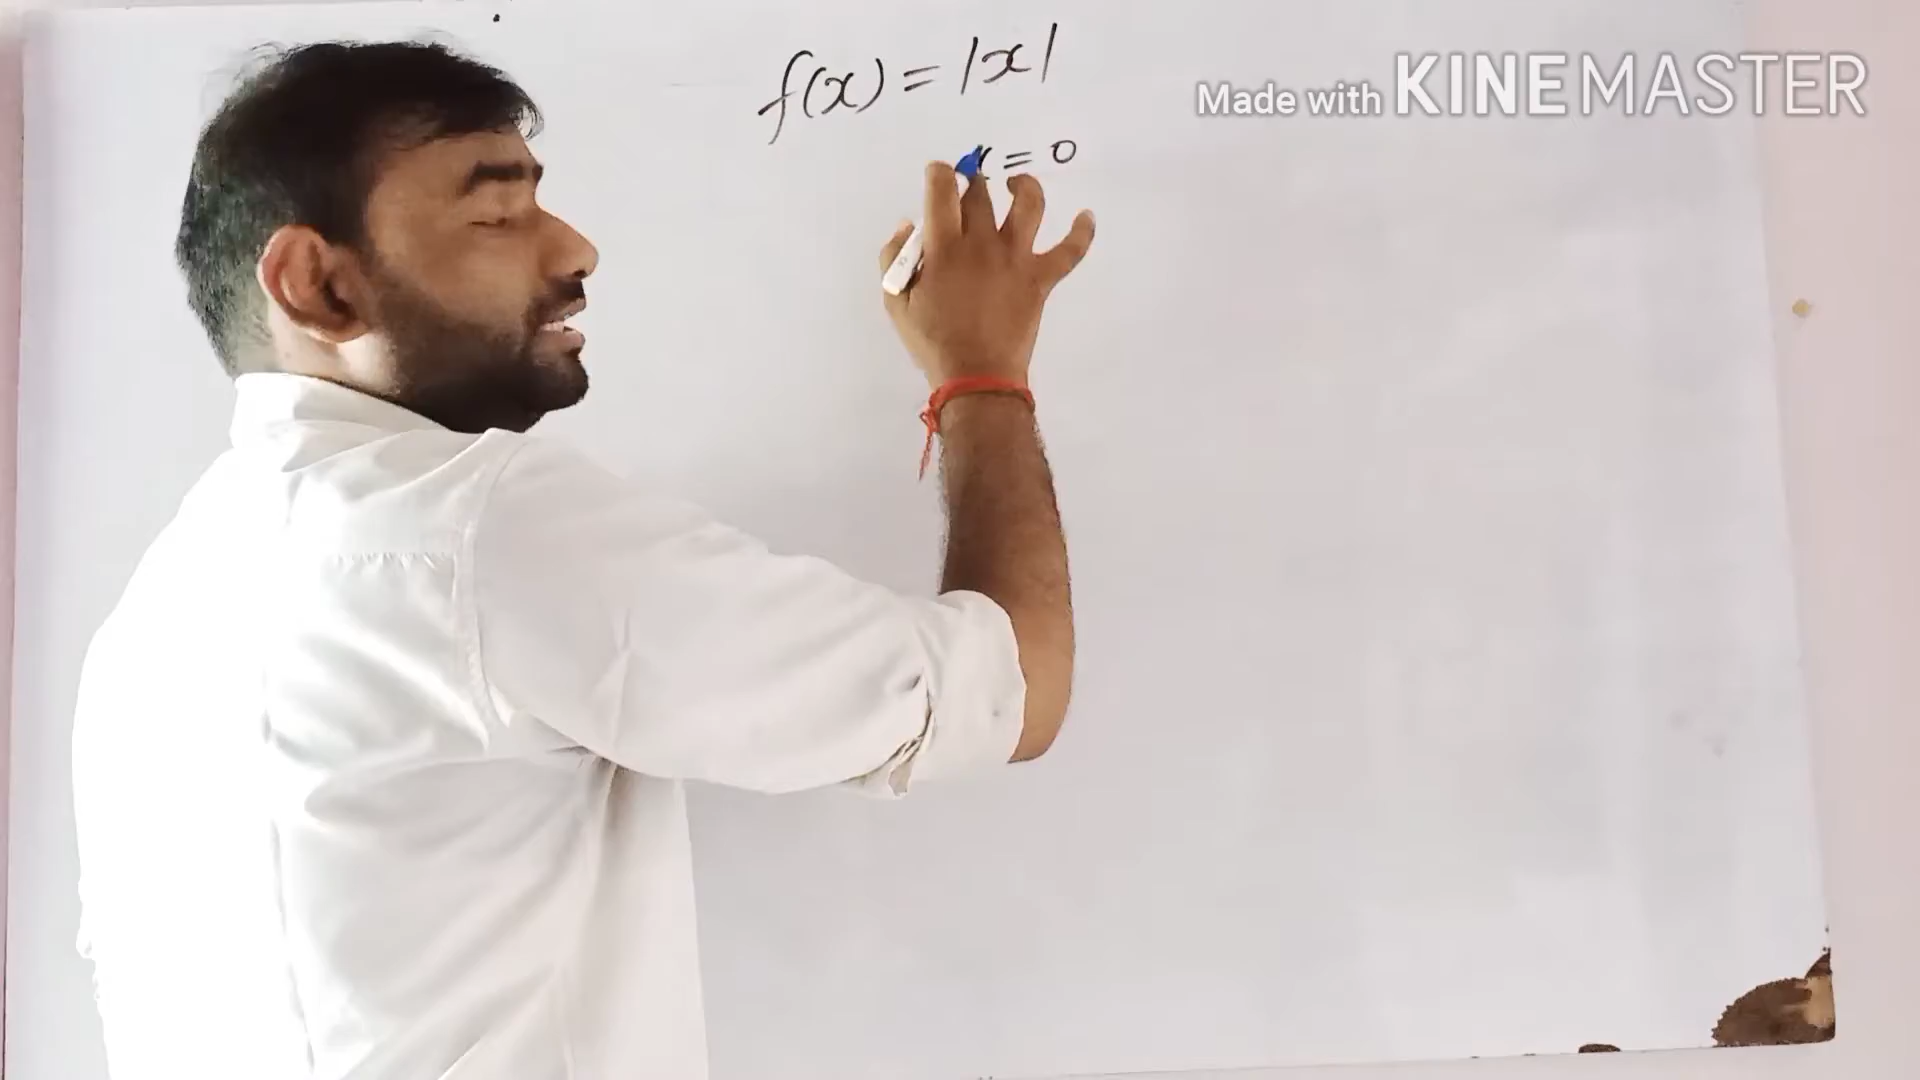 f(x) = |x|
Made with KINEMASTER
x = 0